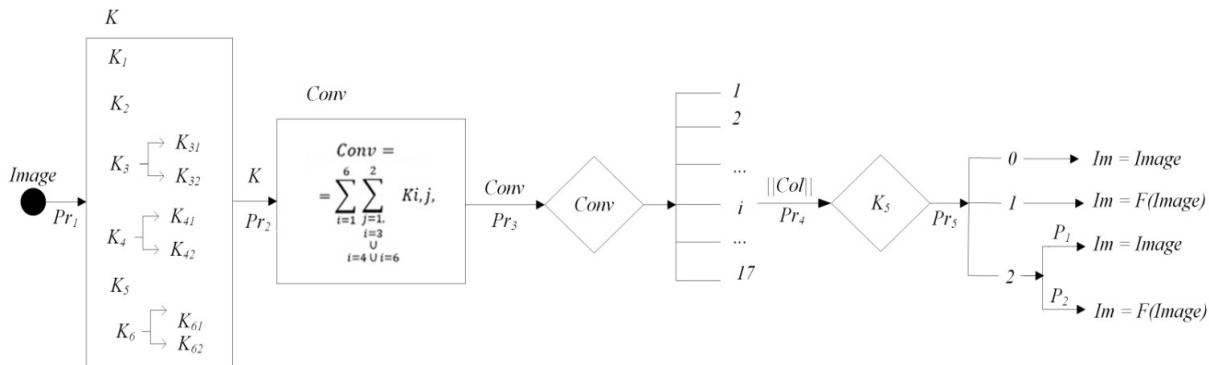 Image
Pr₁
K
K₁
K₂
K₃
K₃₁
K₃₂
K₄
K₄₁
K₄₂
K₅
K₆
K₆₁
K₆₂
K
Pr₂
Conv
Conv =
= ∑ ∑ Ki,j,
6
i=1
2
j=1,
i=3
∪
i=4 ∪ i=6
Conv
Pr₃
Conv
1
2
...
i
...
17
||Col||
Pr₄
K₅
Pr₅
0
Im = Image
1
Im = F(Image)
2
P₁
Im = Image
P₂
Im = F(Image)